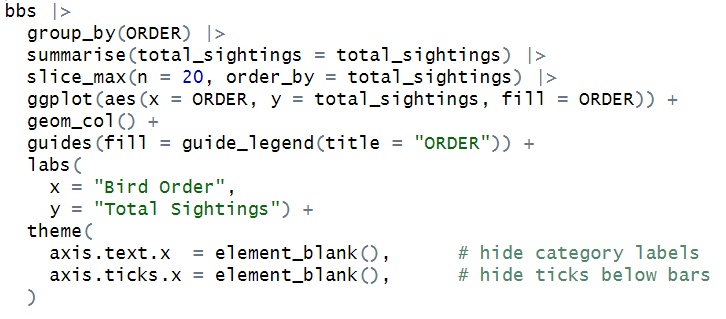 bbs |>
  group_by(ORDER) |>
  summarise(total_sightings = total_sightings) |>
  slice_max(n = 20, order_by = total_sightings) |>
  ggplot(aes(x = ORDER, y = total_sightings, fill = ORDER)) +
  geom_col() +
  guides(fill = guide_legend(title = "ORDER")) +
  labs(
    x = "Bird Order",
    y = "Total Sightings") +
  theme(
    axis.text.x  = element_blank(),      # hide category labels
    axis.ticks.x = element_blank(),      # hide ticks below bars
  )